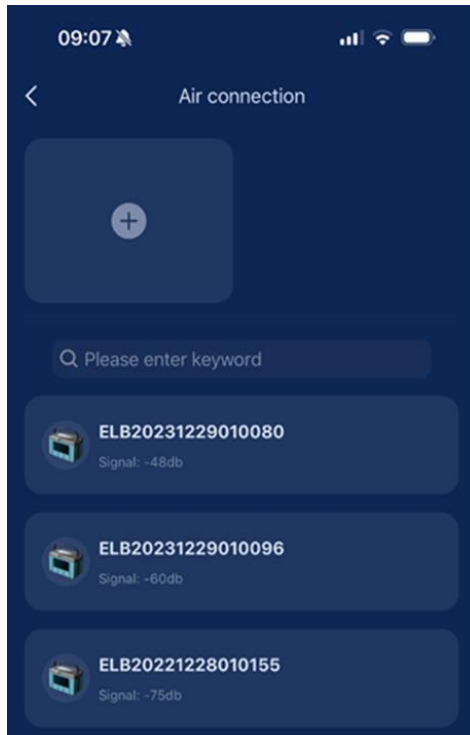 09:07
Air connection
Please enter keyword
ELB20231229010080
Signal: -48db
ELB20231229010096
Signal: -60db
ELB20221228010155
Signal: -75db